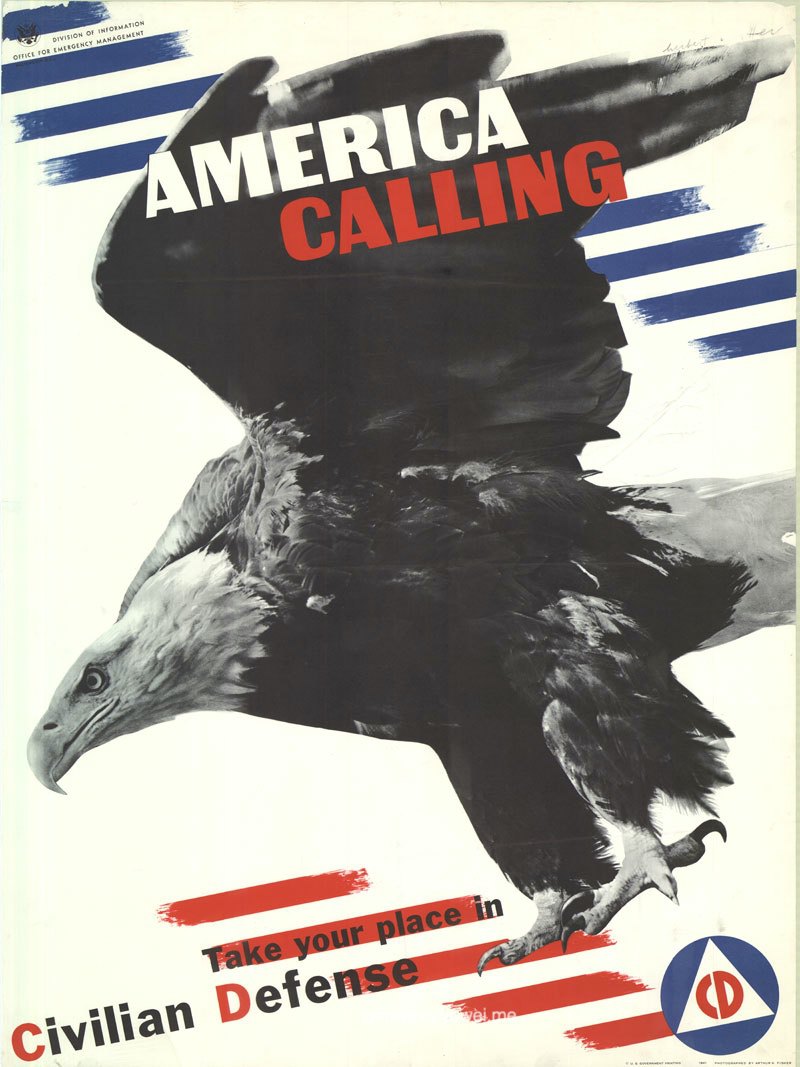 DIVISION OF INFORMATION
OFFICE FOR EMERGENCY MANAGEMENT
AMERICA
CALLING
Take your place in
Civilian Defense
CD